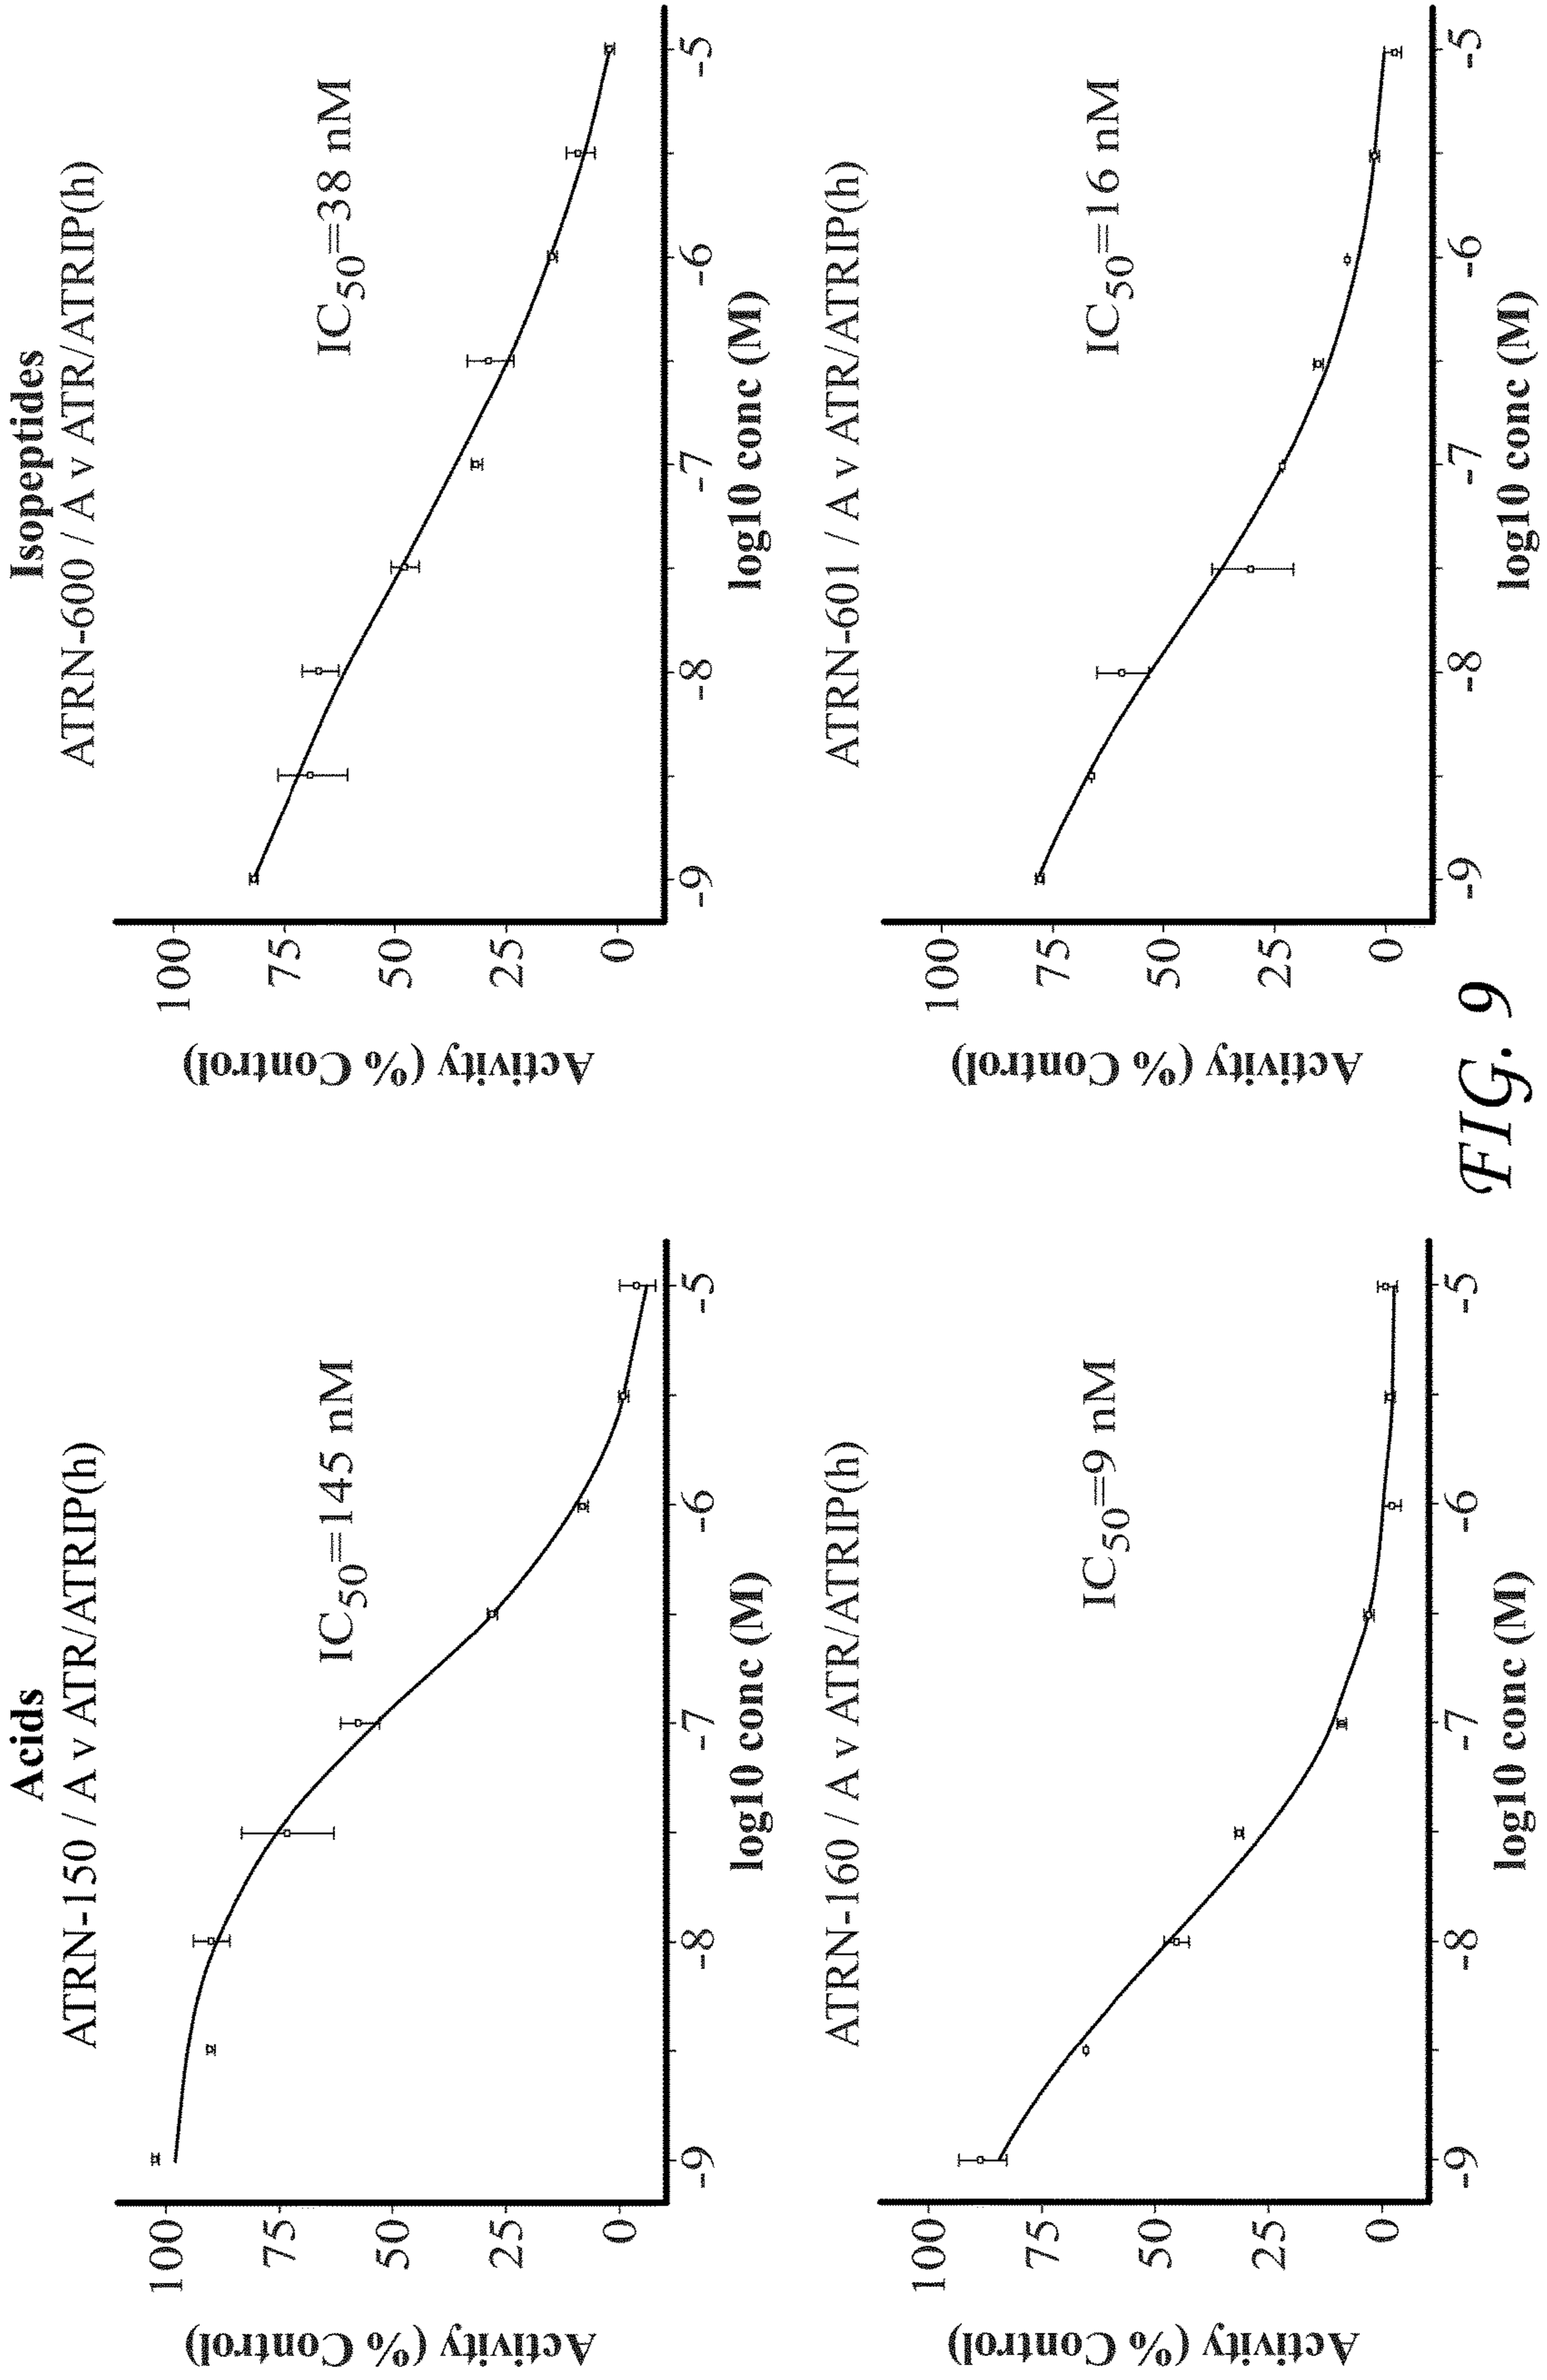 Acids
ATRN-150 / A v ATR/ATRIP(h)
Activity (% Control)
100
75
50
25
0
IC50=145 nM
-9 -8 -7 -6 -5
log10 conc (M)
Isopeptides
ATRN-600 / A v ATR/ATRIP(h)
Activity (% Control)
100
75
50
25
0
IC50=38 nM
-9 -8 -7 -6 -5
log10 conc (M)
ATRN-160 / A v ATR/ATRIP(h)
Activity (% Control)
100
75
50
25
0
IC50=9 nM
-9 -8 -7 -6 -5
log10 conc (M)
ATRN-601 / A v ATR/ATRIP(h)
Activity (% Control)
100
75
50
25
0
IC50=16 nM
-9 -8 -7 -6 -5
log10 conc (M)
FIG. 9